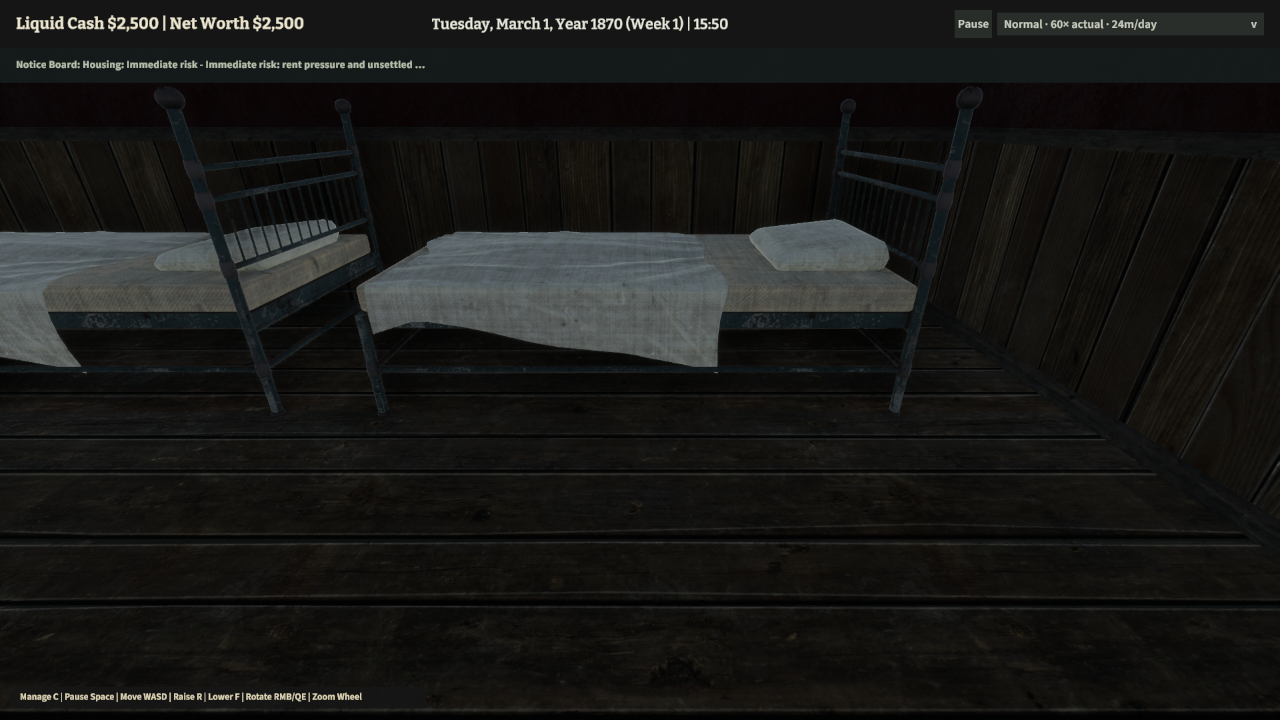 Liquid Cash $2,500 | Net Worth $2,500
Tuesday, March 1, Year 1870 (Week 1) | 15:50
Pause
Normal · 60× actual · 24m/day
v
Notice Board: Housing: Immediate risk - Immediate risk: rent pressure and unsettled ...
Manage C | Pause Space | Move WASD | Raise R | Lower F | Rotate RMB/QE | Zoom Wheel